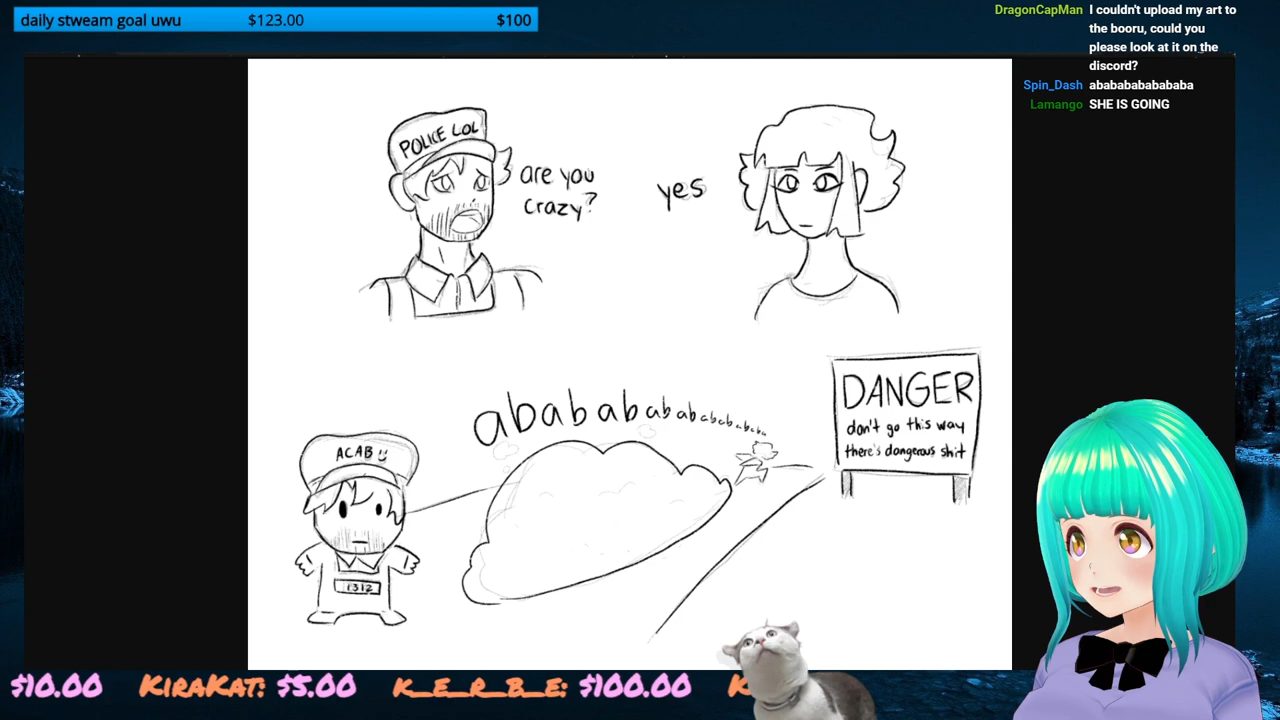 daily stweam goal uwu $123.00 $100
DragonCapMan I couldn't upload my art to
the booru, could you
please look at it on the
discord?
Spin_Dash abababababababa
Lamango SHE IS GOING
POLICE LOL
are you
crazy?
yes
abababababababababa
DANGER
don't go this way
there's dangerous shit
ACAB
1312
$10.00 KIRAKAT: $5.00 K_E_R_B_E: $100.00 K